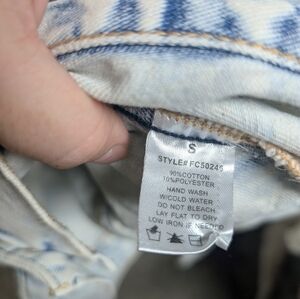 S
STYLE# FC50245
90%COTTON
10%POLYESTER
HAND WASH
W/COLD WATER
DO NOT BLEACH
LAY FLAT TO DRY
LOW IRON IF NEEDED